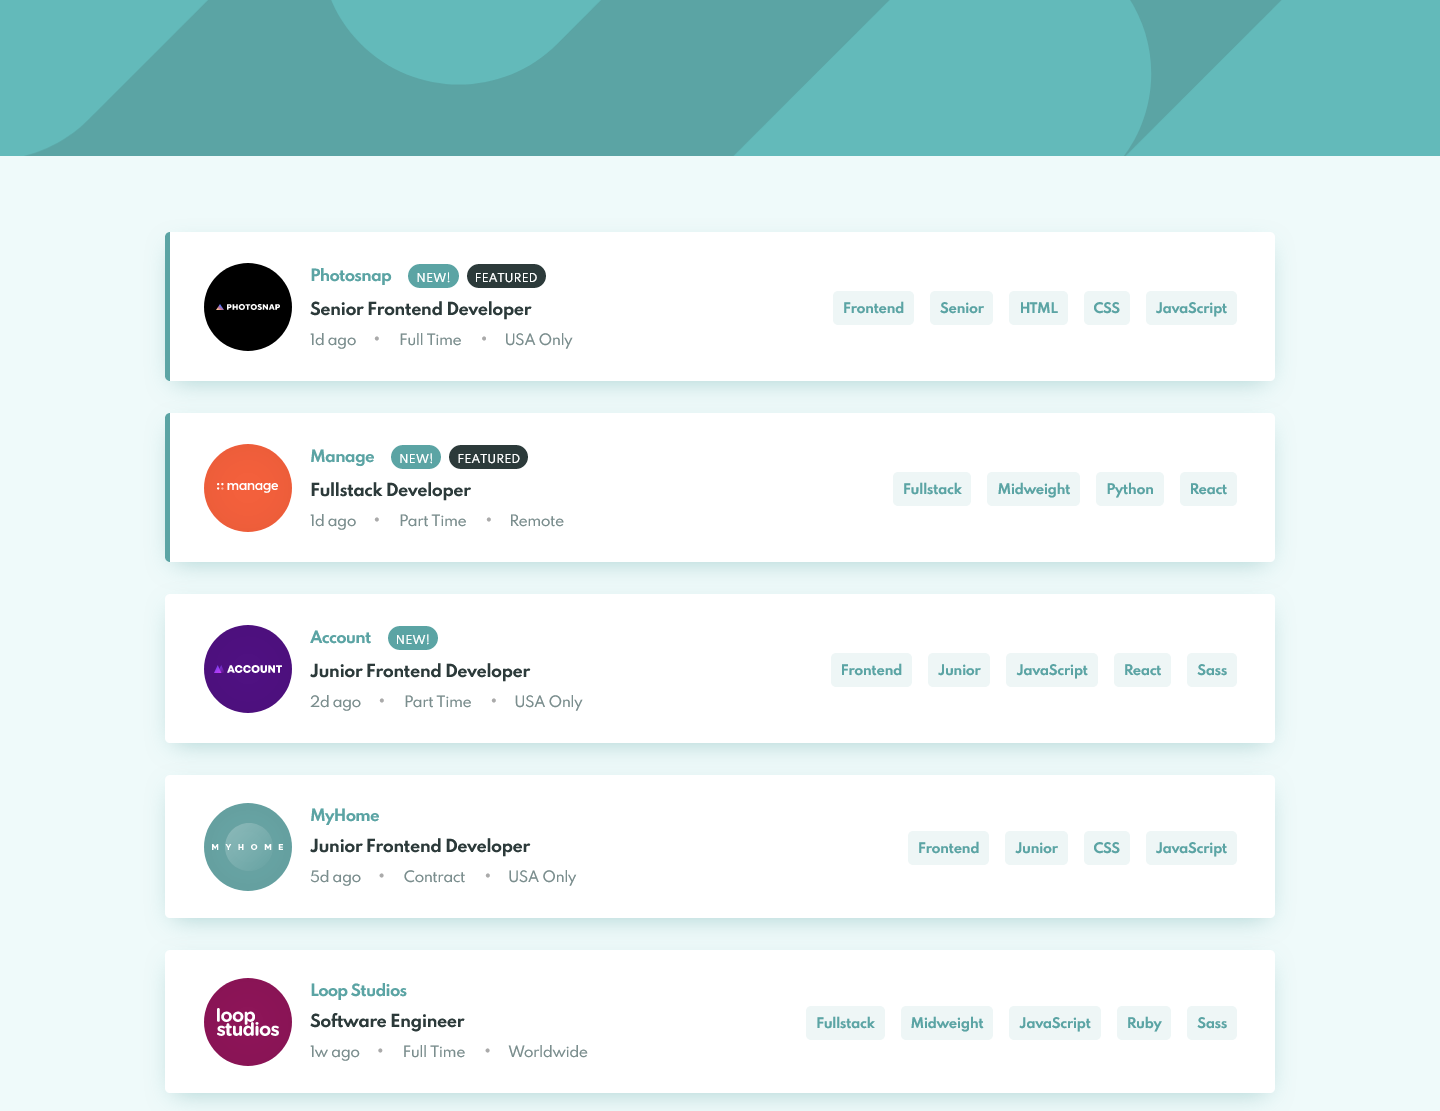 PHOTOSNAP
Photosnap NEW! FEATURED
Senior Frontend Developer
1d ago • Full Time • USA Only
Frontend Senior HTML CSS JavaScript
manage
Manage NEW! FEATURED
Fullstack Developer
1d ago • Part Time • Remote
Fullstack Midweight Python React
ACCOUNT
Account NEW!
Junior Frontend Developer
2d ago • Part Time • USA Only
Frontend Junior JavaScript React Sass
MYHOME
MyHome
Junior Frontend Developer
5d ago • Contract • USA Only
Frontend Junior CSS JavaScript
loop
studios
Loop Studios
Software Engineer
1w ago • Full Time • Worldwide
Fullstack Midweight JavaScript Ruby Sass